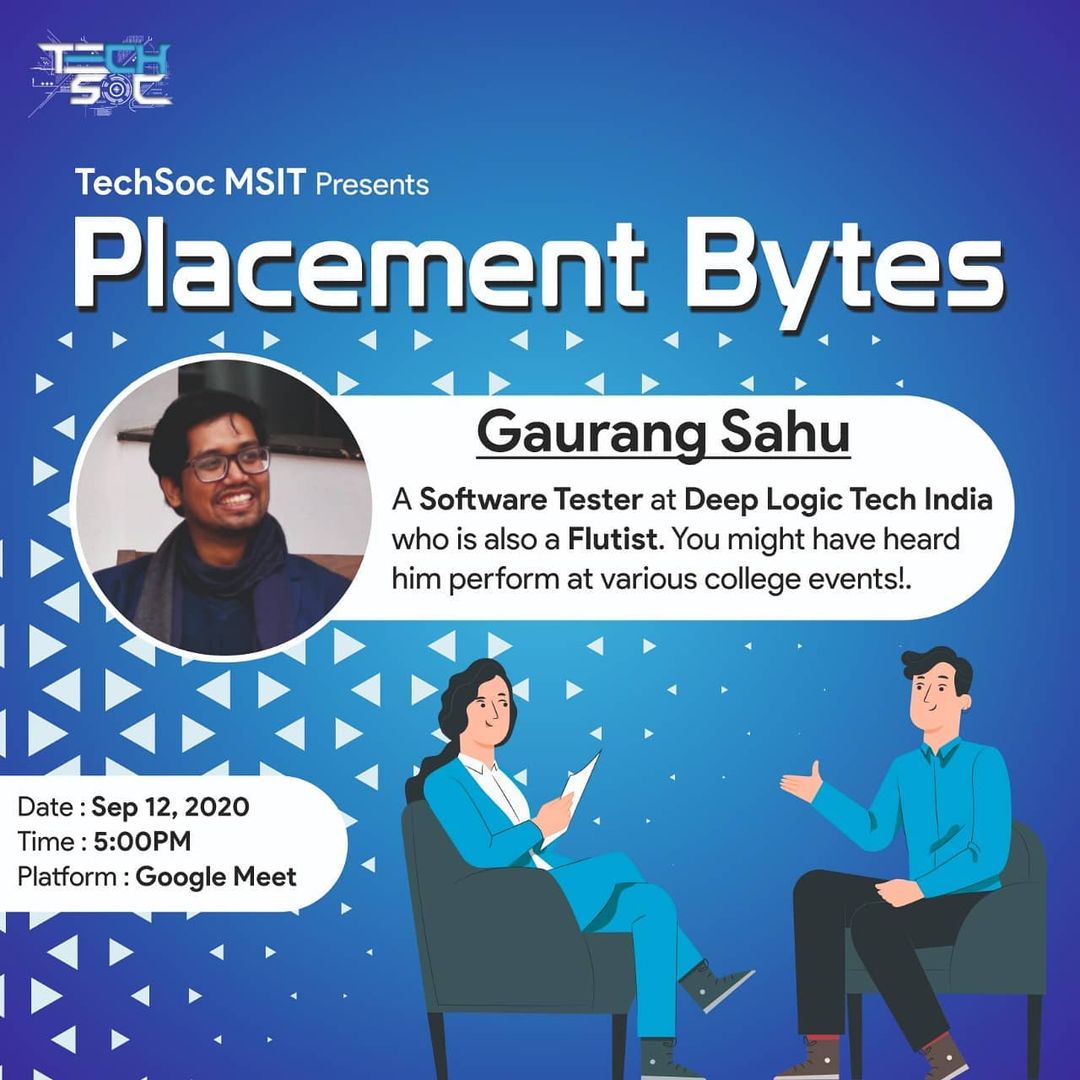 TECH
SOC
TechSoc MSIT Presents
Placement Bytes
Gaurang Sahu
A Software Tester at Deep Logic Tech India
who is also a Flutist. You might have heard
him perform at various college events!.
Date : Sep 12, 2020
Time : 5:00PM
Platform : Google Meet